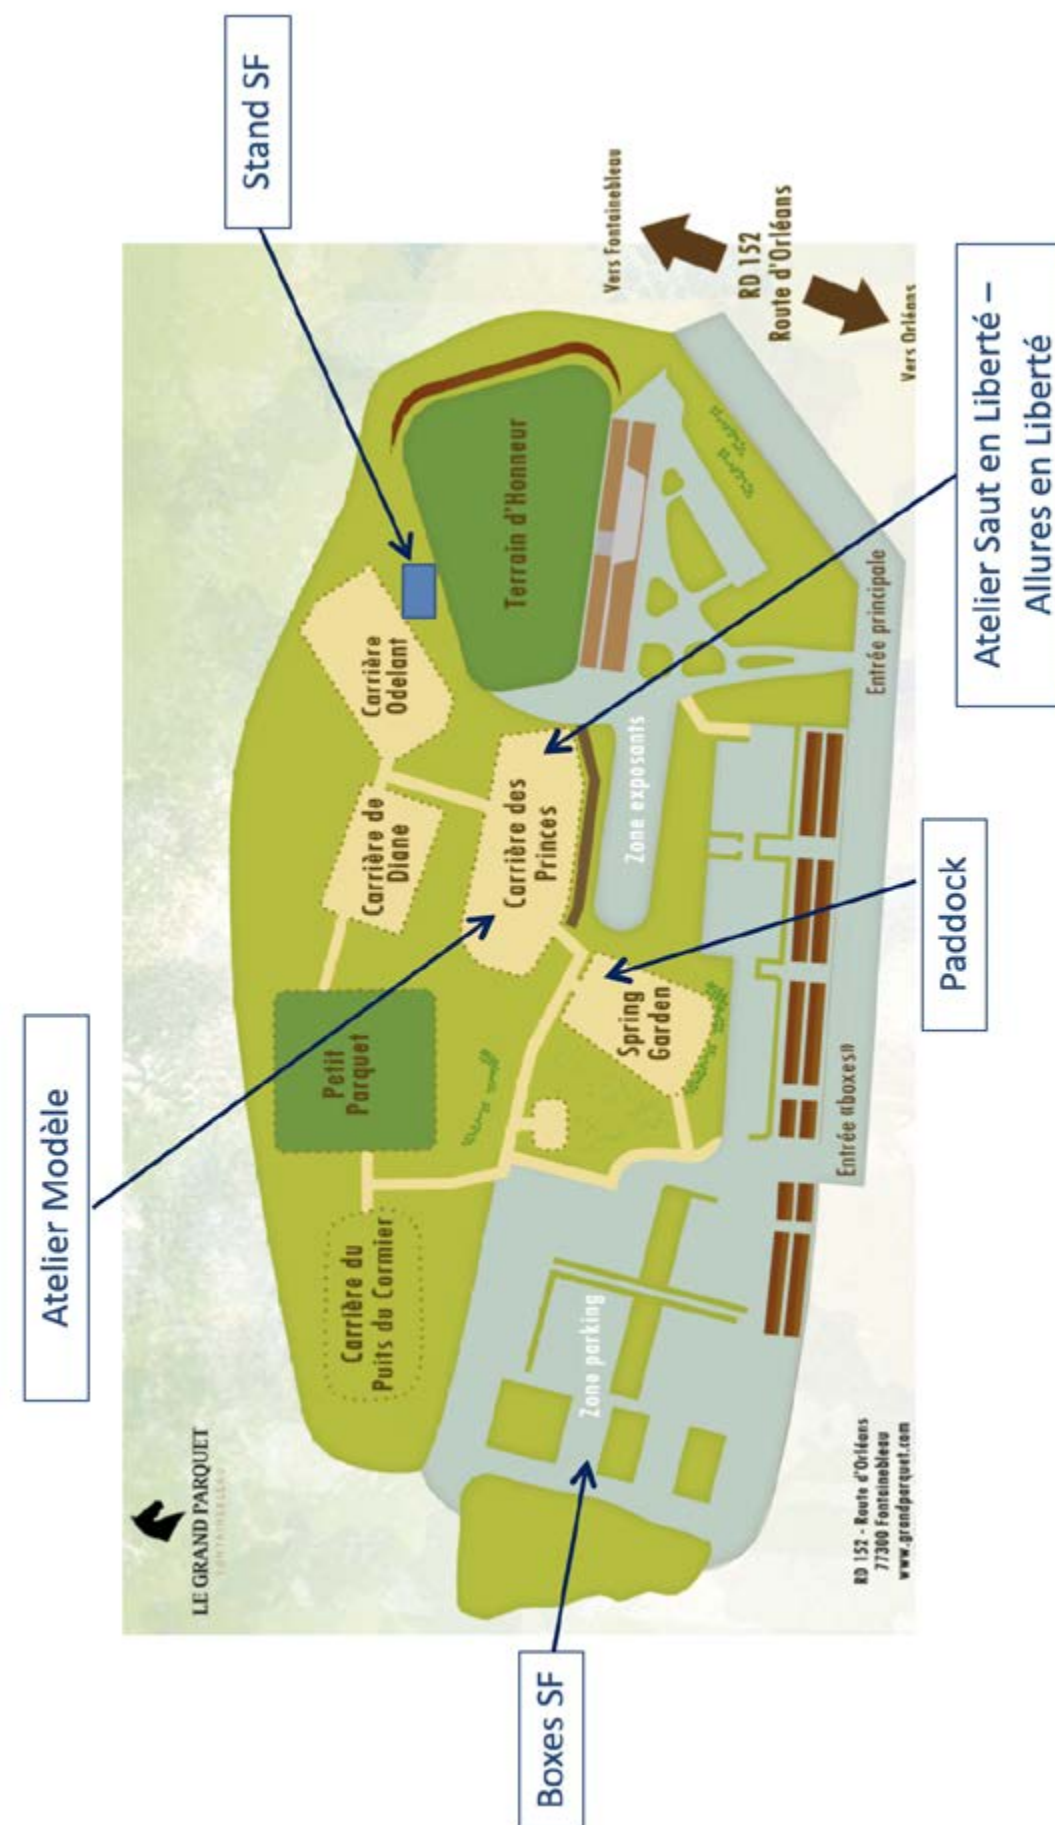 LE GRAND PARQUET
FONTAINEBLEAU
Boxes SF
Atelier Modèle
Stand SF
Carrière du
Puits du Cormier
Petit
Parquet
Carrière de
Diane
Carrière
Odelant
Carrière des
Princes
Terrain d'Honneur
Spring
Garden
Zone exposants
Zone parking
Vers Fontainebleau
RD 152
Route d'Orléans
Vers Orléans
Entrée principale
Entrée «boxes»
RD 152 - Route d'Orléans
77300 Fontainebleau
www.grandparquet.com
Paddock
Atelier Saut en Liberté –
Allures en Liberté